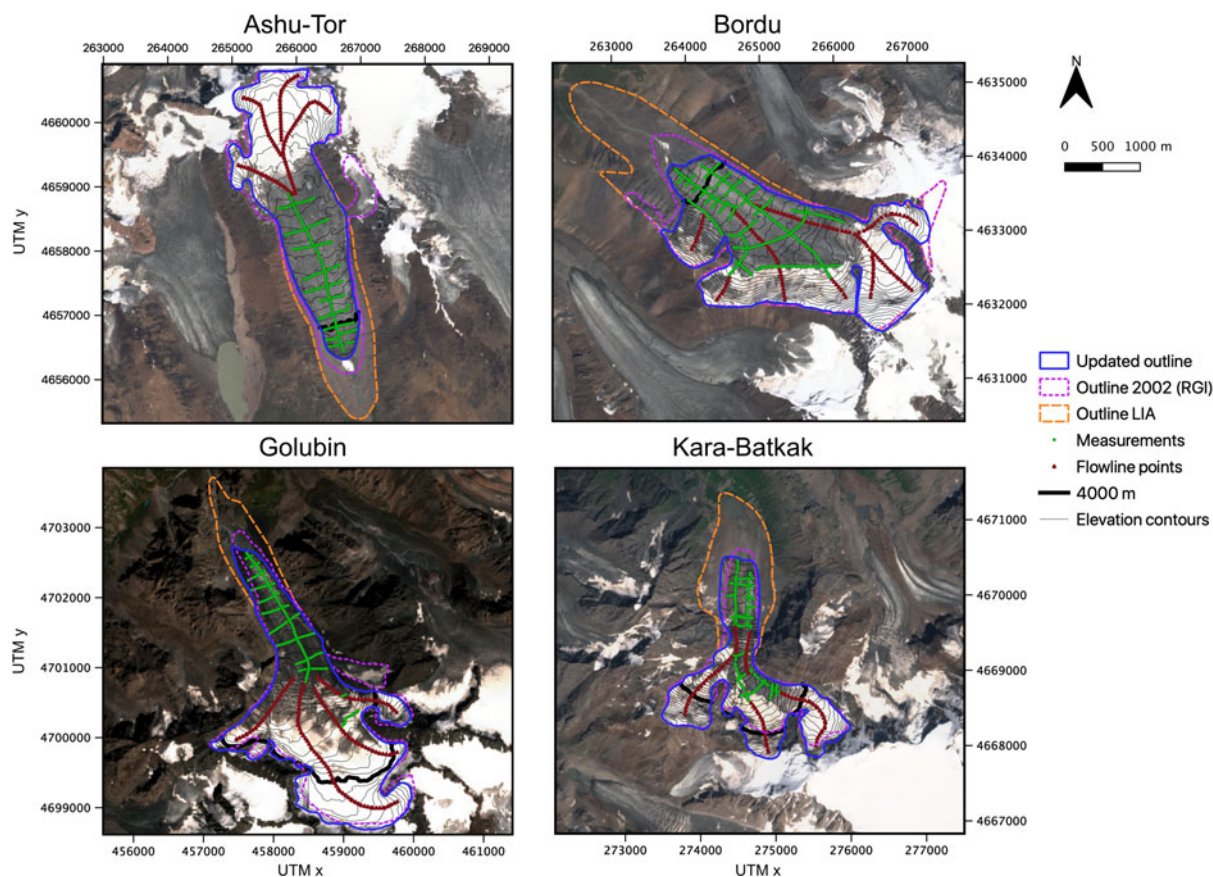 Ashu-Tor
263000 264000 265000 266000 267000 268000 269000
UTM y
4660000
4659000
4658000
4657000
4656000
Bordu
263000 264000 265000 266000 267000
4635000
4634000
4633000
4632000
4631000
N
0 500 1000 m
Updated outline
Outline 2002 (RGI)
Outline LIA
Measurements
Flowline points
4000 m
Elevation contours
Golubin
UTM y
4703000
4702000
4701000
4700000
4699000
456000 457000 458000 459000 460000 461000
UTM x
Kara-Batkak
4671000
4670000
4669000
4668000
4667000
273000 274000 275000 276000 277000
UTM x